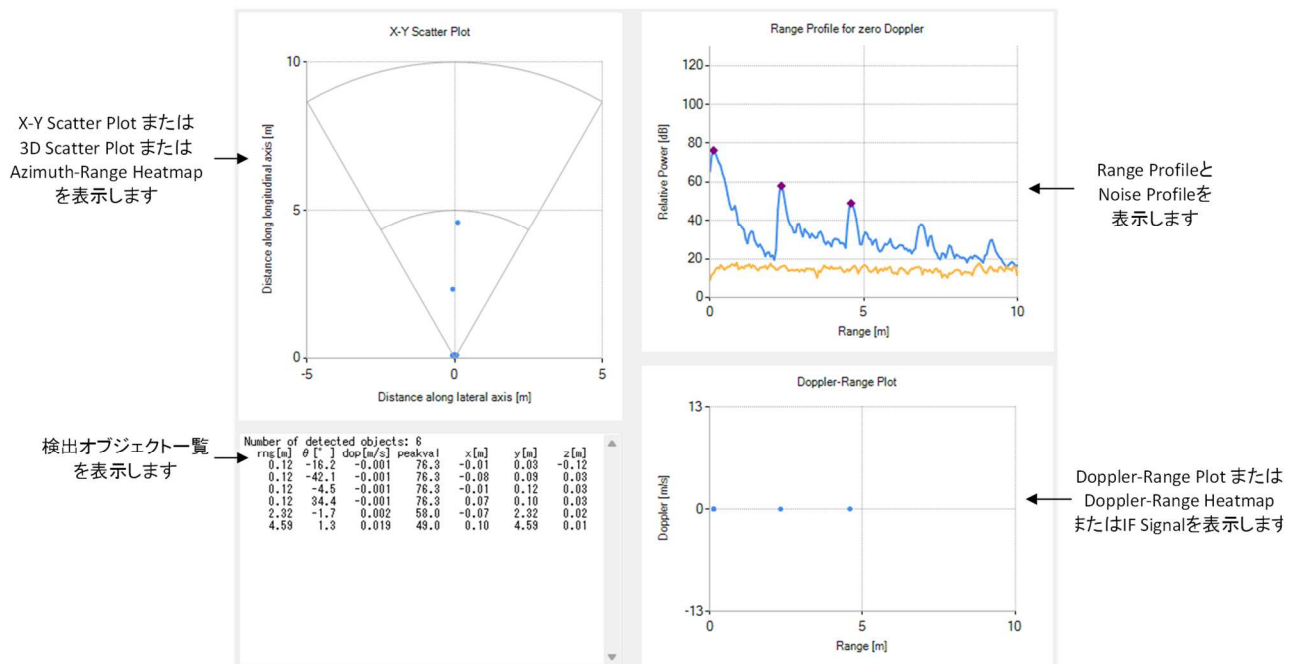 X-Y Scatter Plot または
3D Scatter Plot または
Azimuth-Range Heatmap
を表示します
検出オブジェクト一覧
を表示します
X-Y Scatter Plot
Distance along longitudinal axis [m]
10
5
0
-5
0
5
Distance along lateral axis [m]
Number of detected objects: 6
rng[m] θ[°] dop[m/s] peakval x[m] y[m] z[m]
0.12 -16.2 -0.001 76.3 -0.01 0.03 -0.12
0.12 -42.1 -0.001 76.3 -0.08 0.09 0.03
0.12 -4.5 -0.001 76.3 -0.01 0.12 0.03
0.12 34.4 -0.001 76.3 0.07 0.10 0.03
2.32 -1.7 0.002 58.0 -0.07 2.32 0.02
4.59 1.3 0.019 49.0 0.10 4.59 0.01
Range Profile for zero Doppler
Relative Power [dB]
120
100
80
60
40
20
0
0
5
10
Range [m]
Doppler-Range Plot
Doppler [m/s]
13
0
-13
0
5
10
Range [m]
Range Profileと
Noise Profileを
表示します
Doppler-Range Plot または
Doppler-Range Heatmap
またはIF Signalを表示します